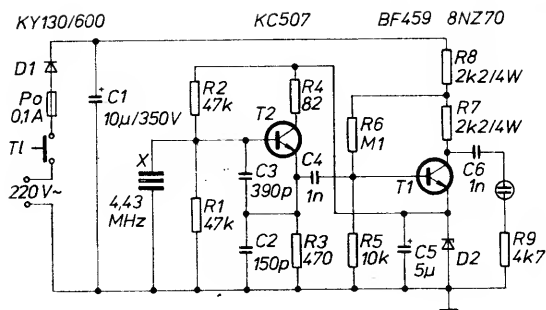 KY130/600 KC507 BF459 8NZ70
D1
Po
0,1A
Tl
220V~
C1
10μ/350V
X
4,43
MHz
R2
47k
R1
47k
C3
390p
C2
150p
R4
82
T2
C4
1n
R3
470
R6
M1
R5
10k
T1
C5
5μ
R8
2k2/4W
R7
2k2/4W
C6
1n
D2
R9
4k7